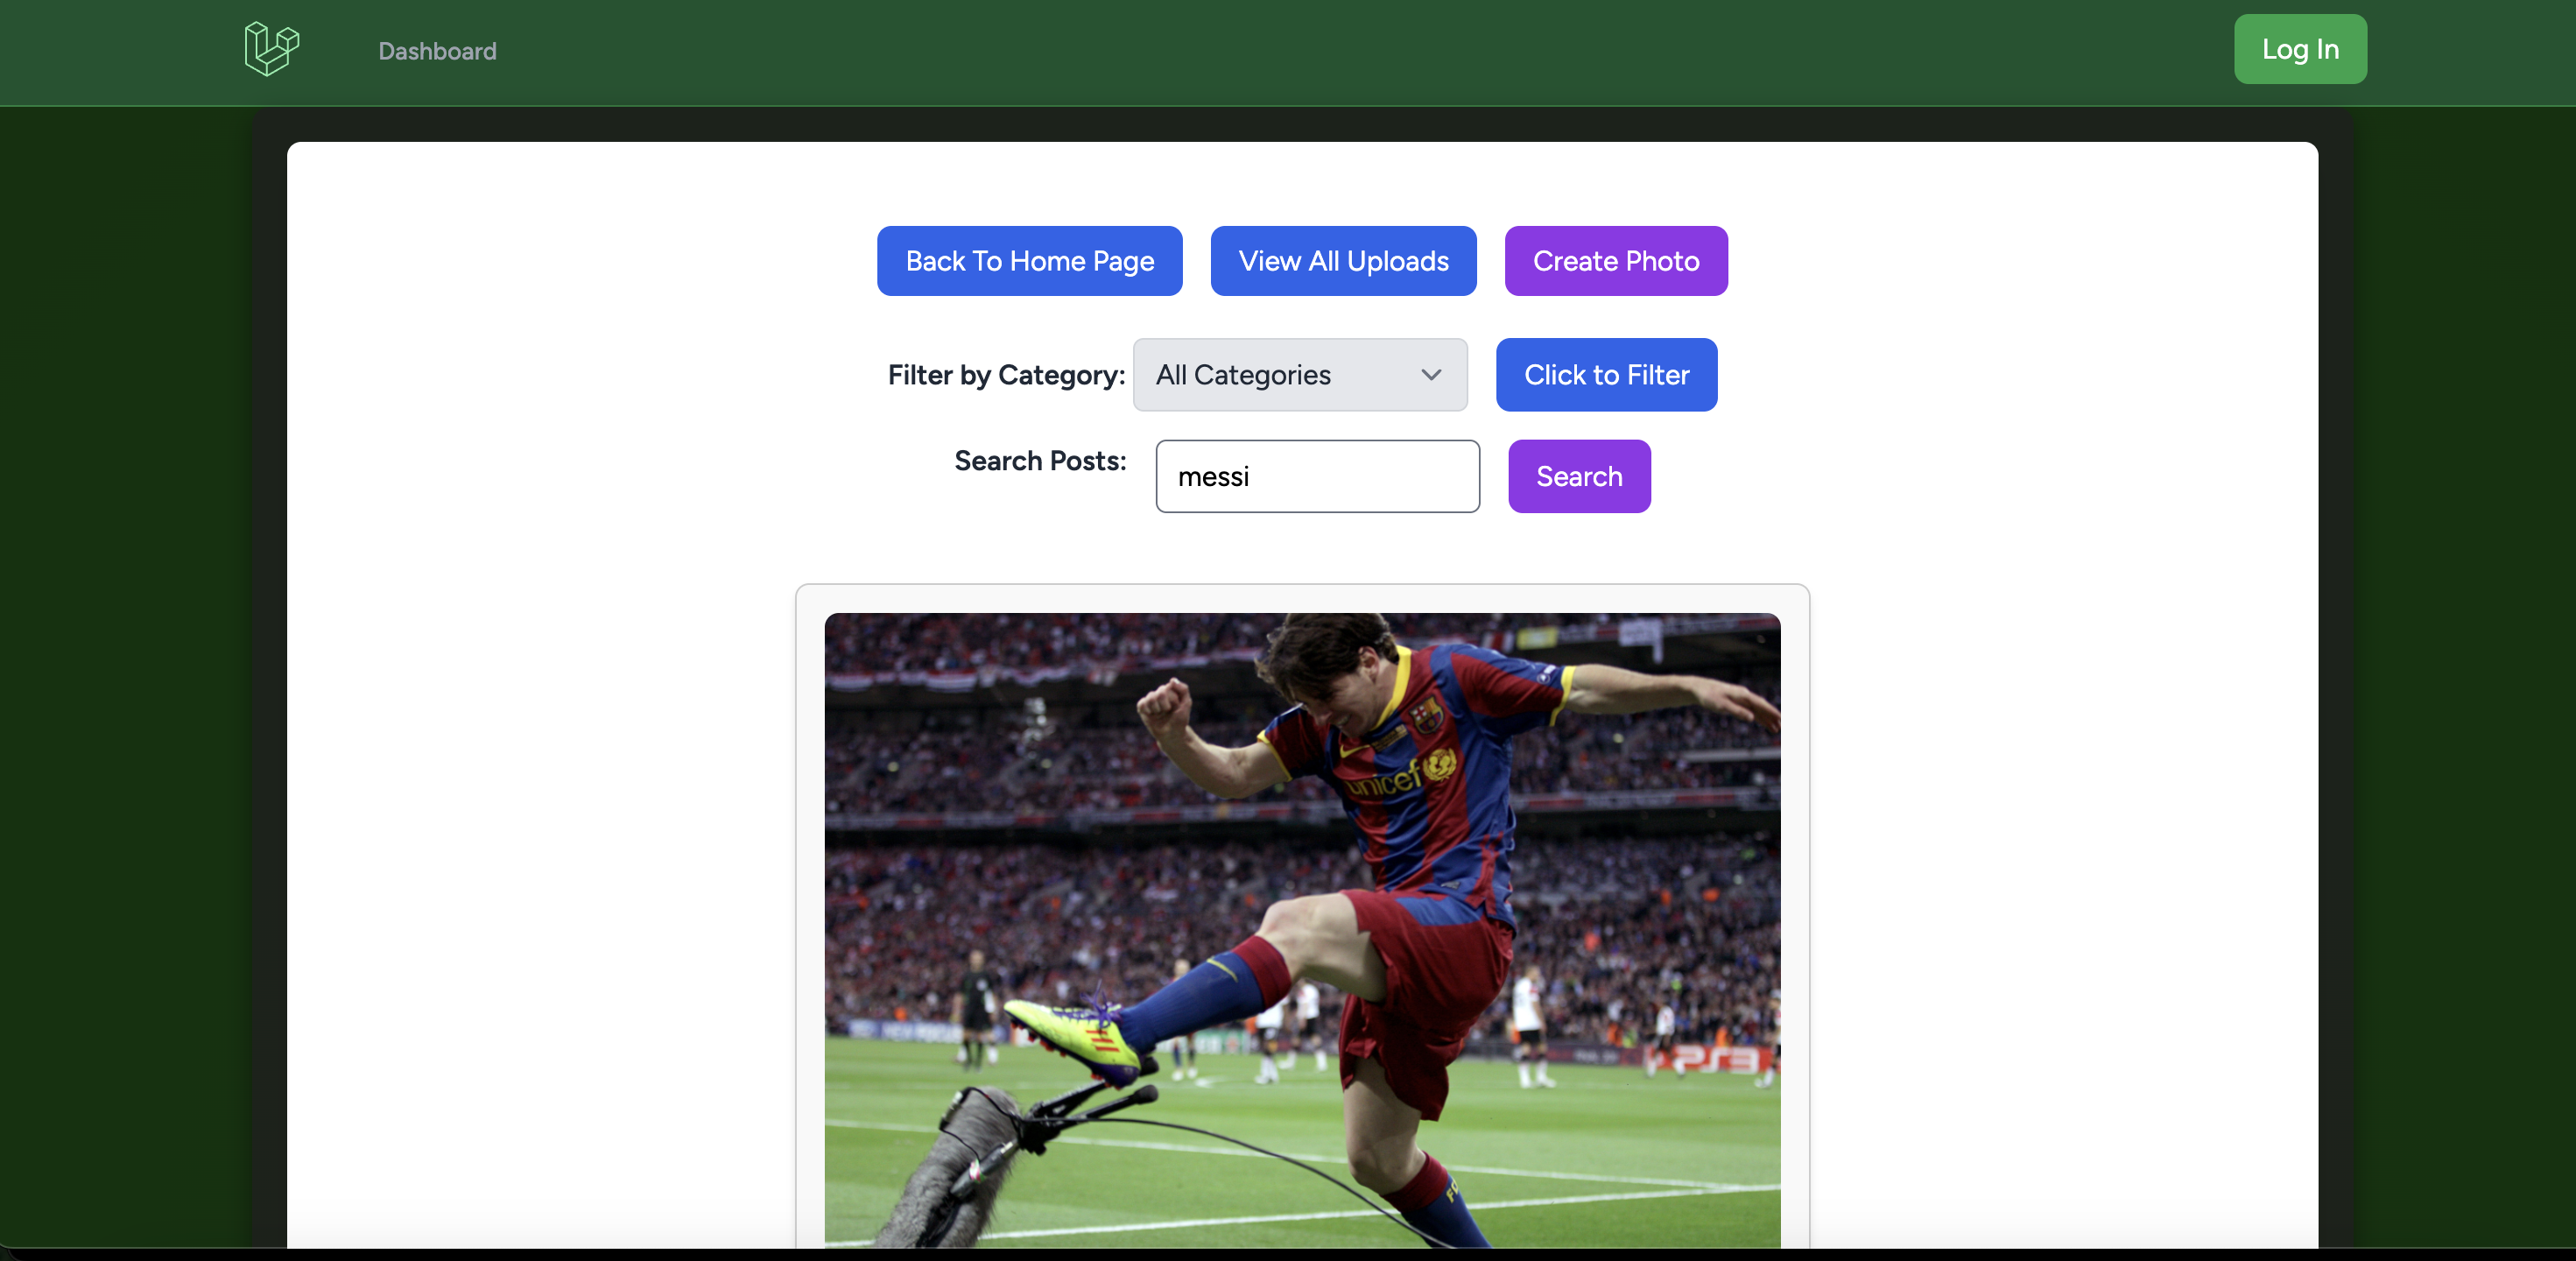 Dashboard
Log In
Back To Home Page
View All Uploads
Create Photo
Filter by Category:
All Categories
Click to Filter
Search Posts:
messi
Search
unicef
PS3